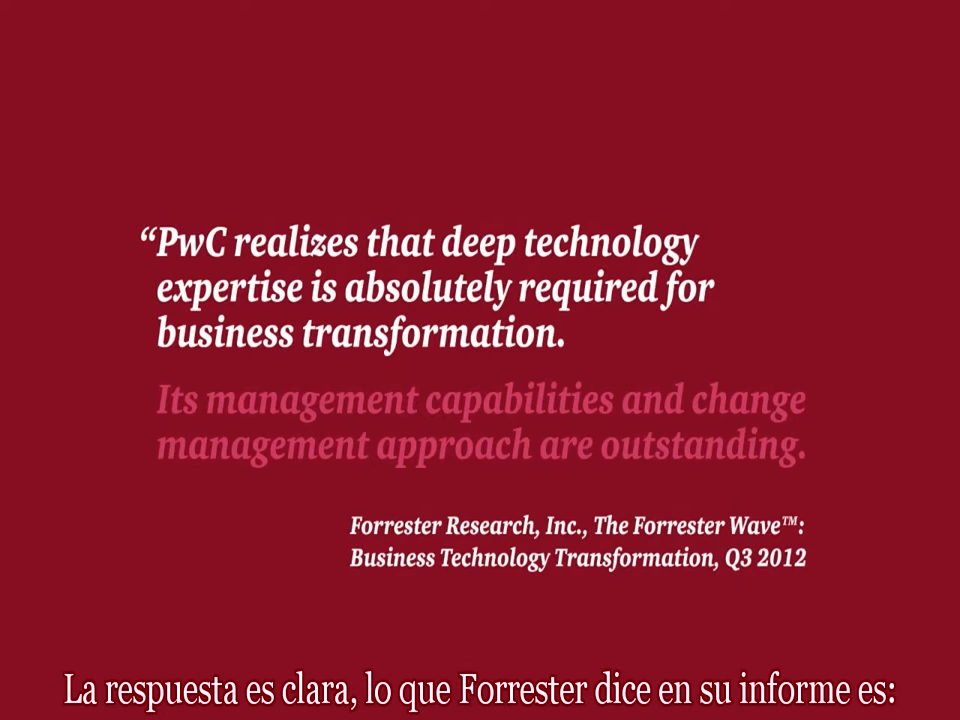 “PwC realizes that deep technology
expertise is absolutely required for
business transformation.
Its management capabilities and change
management approach are outstanding.
Forrester Research, Inc., The Forrester Wave™:
Business Technology Transformation, Q3 2012
La respuesta es clara, lo que Forrester dice en su informe es: